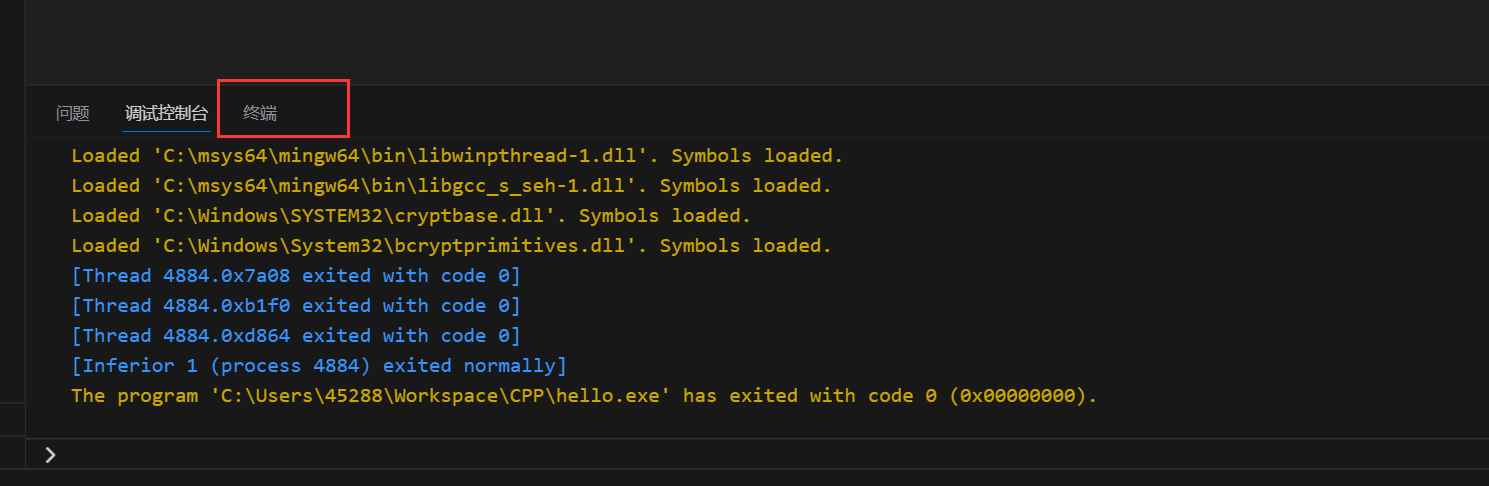 问题 调试控制台 终端
Loaded 'C:\msys64\mingw64\bin\libwinpthread-1.dll'. Symbols loaded.
Loaded 'C:\msys64\mingw64\bin\libgcc_s_seh-1.dll'. Symbols loaded.
Loaded 'C:\Windows\SYSTEM32\cryptbase.dll'. Symbols loaded.
Loaded 'C:\Windows\System32\bcryptprimitives.dll'. Symbols loaded.
[Thread 4884.0x7a08 exited with code 0]
[Thread 4884.0xb1f0 exited with code 0]
[Thread 4884.0xd864 exited with code 0]
[Inferior 1 (process 4884) exited normally]
The program 'C:\Users\45288\Workspace\CPP\hello.exe' has exited with code 0 (0x00000000).